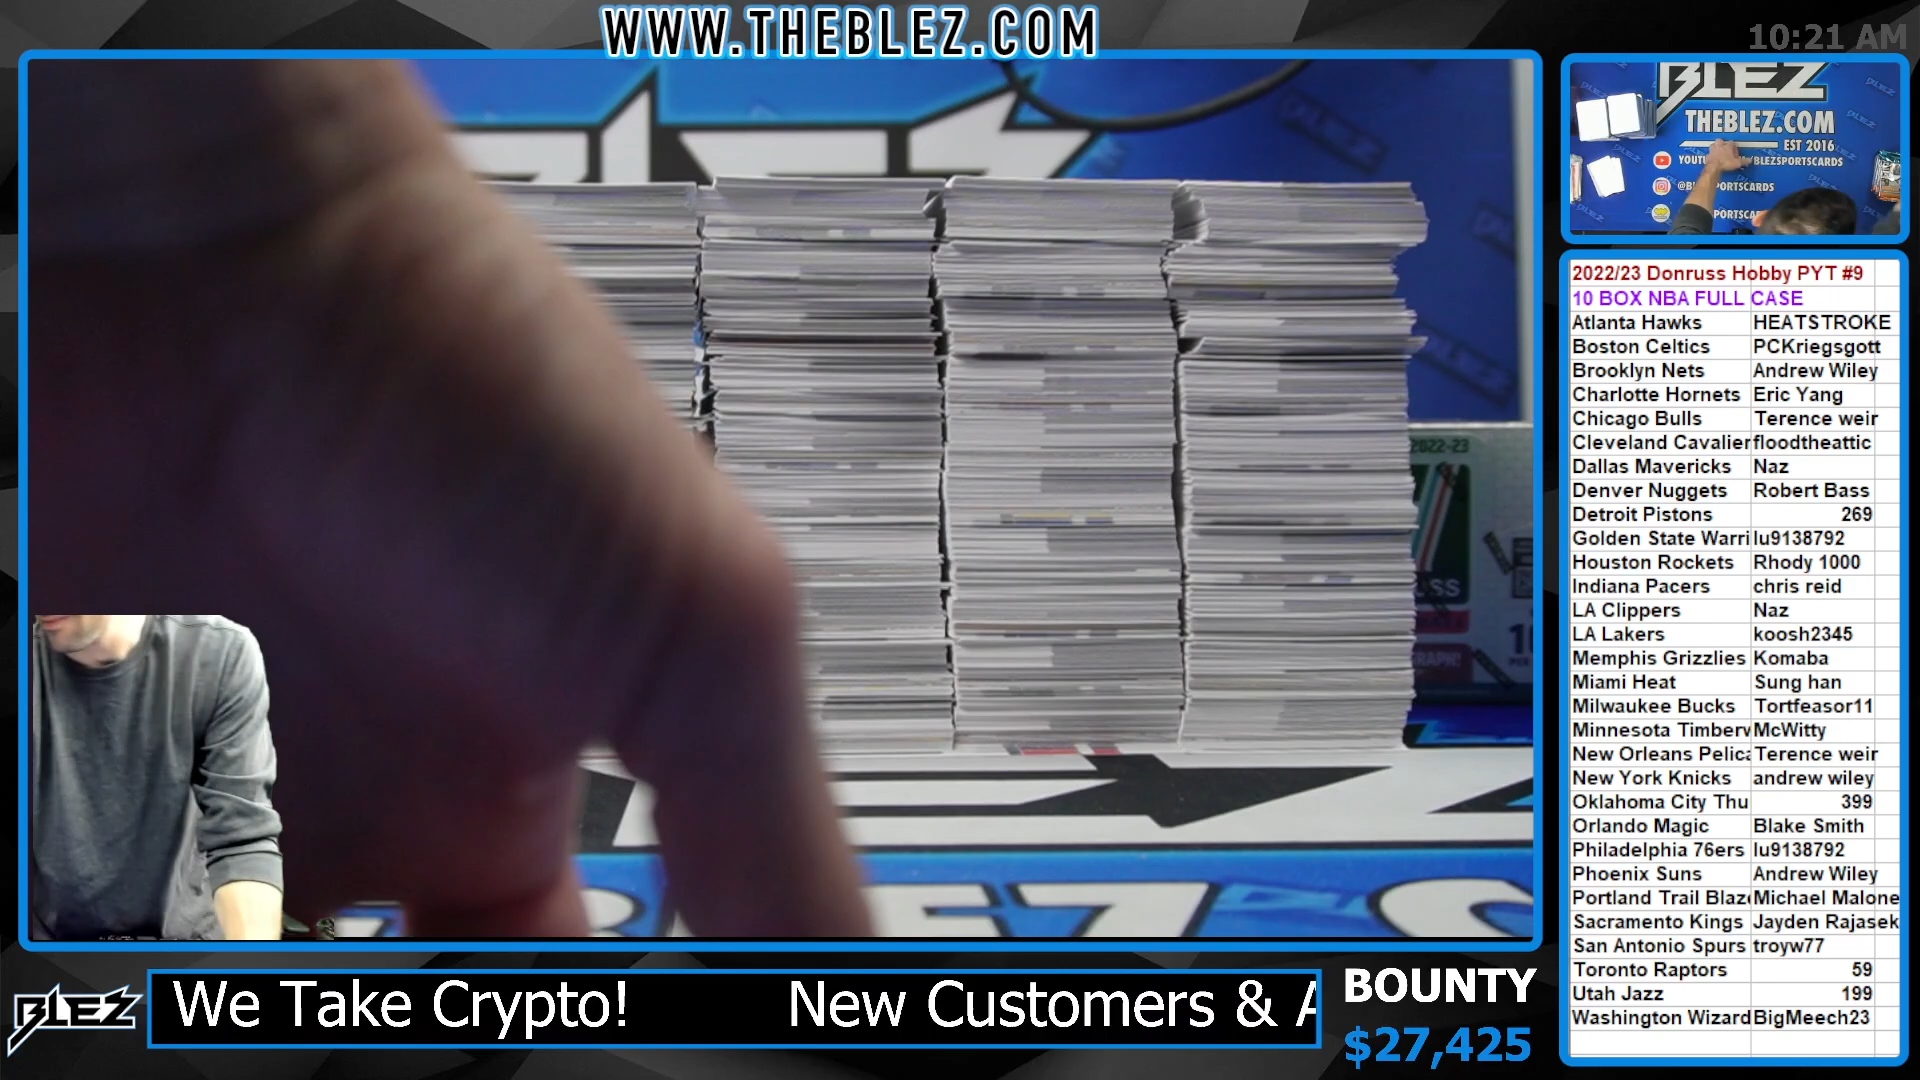 WWW.THEBLEZ.COM
10:21 AM
BLEZ
THEBLEZ.COM
EST 2016
2022/23 Donruss Hobby PYT #9
10 BOX NBA FULL CASE
Atlanta Hawks HEATSTROKE
Boston Celtics PCKriegsgott
Brooklyn Nets Andrew Wiley
Charlotte Hornets Eric Yang
Chicago Bulls Terence weir
Cleveland Cavalier floodtheattic
Dallas Mavericks Naz
Denver Nuggets Robert Bass
Detroit Pistons 269
Golden State Warri lu9138792
Houston Rockets Rhody 1000
Indiana Pacers chris reid
LA Clippers Naz
LA Lakers koosh2345
Memphis Grizzlies Komaba
Miami Heat Sung han
Milwaukee Bucks Tortfeasor11
Minnesota Timberv McWitty
New Orleans Pelica Terence weir
New York Knicks andrew wiley
Oklahoma City Thu 399
Orlando Magic Blake Smith
Philadelphia 76ers lu9138792
Phoenix Suns Andrew Wiley
Portland Trail Blaze Michael Malone
Sacramento Kings Jayden Rajasek
San Antonio Spurs troyw77
Toronto Raptors 59
Utah Jazz 199
Washington Wizard BigMeech23
2022-23
BLEZ
We Take Crypto! New Customers & A
BOUNTY
$27,425